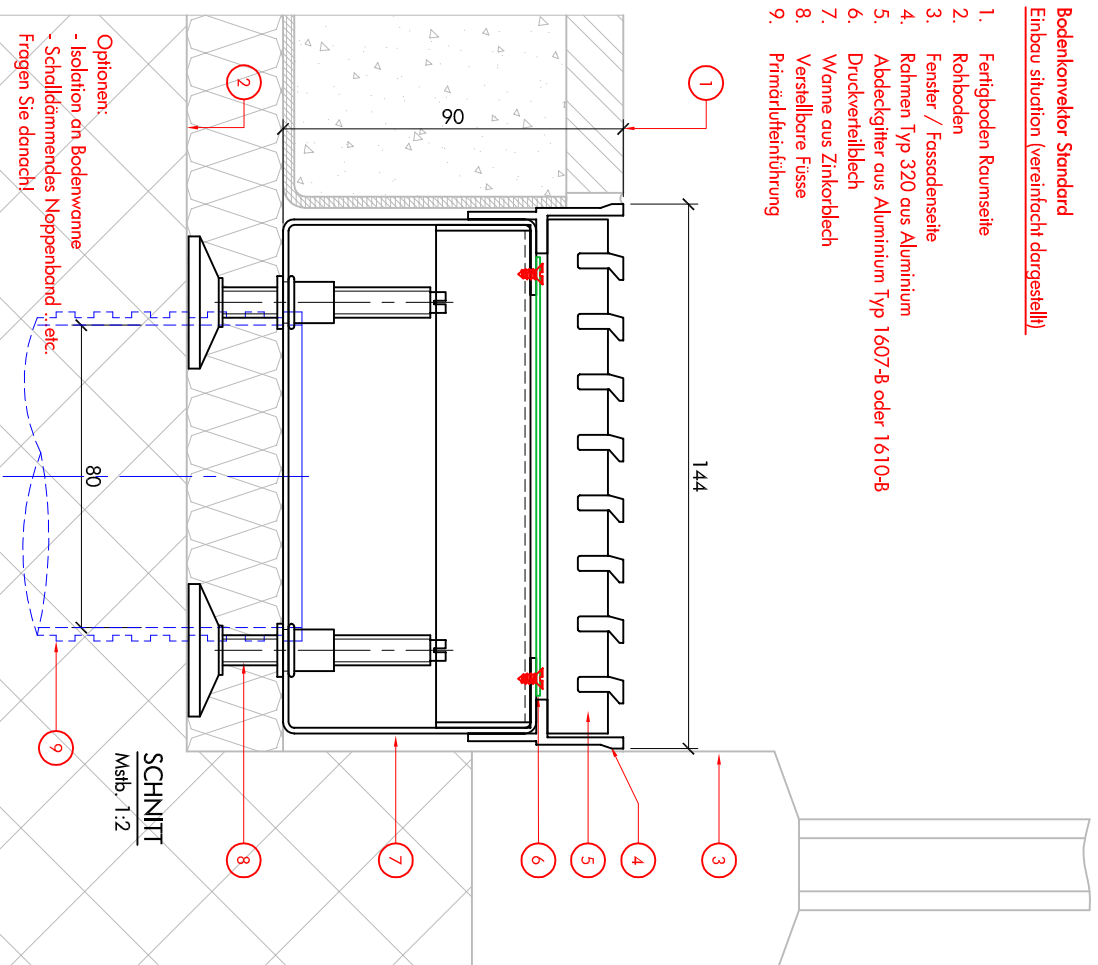 Bodenkonvektor Standard
Einbau situation (vereinfacht dargestellt)
1. Fertigboden Raumseite
2. Rohboden
3. Fenster / Fassadenseite
4. Rahmen Typ 320 aus Aluminium
5. Abdeckgitter aus Aluminium Typ 1607-B oder 1610-B
6. Druckverteilblech
7. Wanne aus Zinkorblech
8. Verstellbare Füsse
9. Primärlufteinführung
1
3
144
4
5
6
90
7
2
8
80
9
SCHNITT
Mstb. 1:2
Optionen:
- Isolation an Bodenwanne
- Schalldämmendes Noppenband ...etc.
Fragen Sie danach!